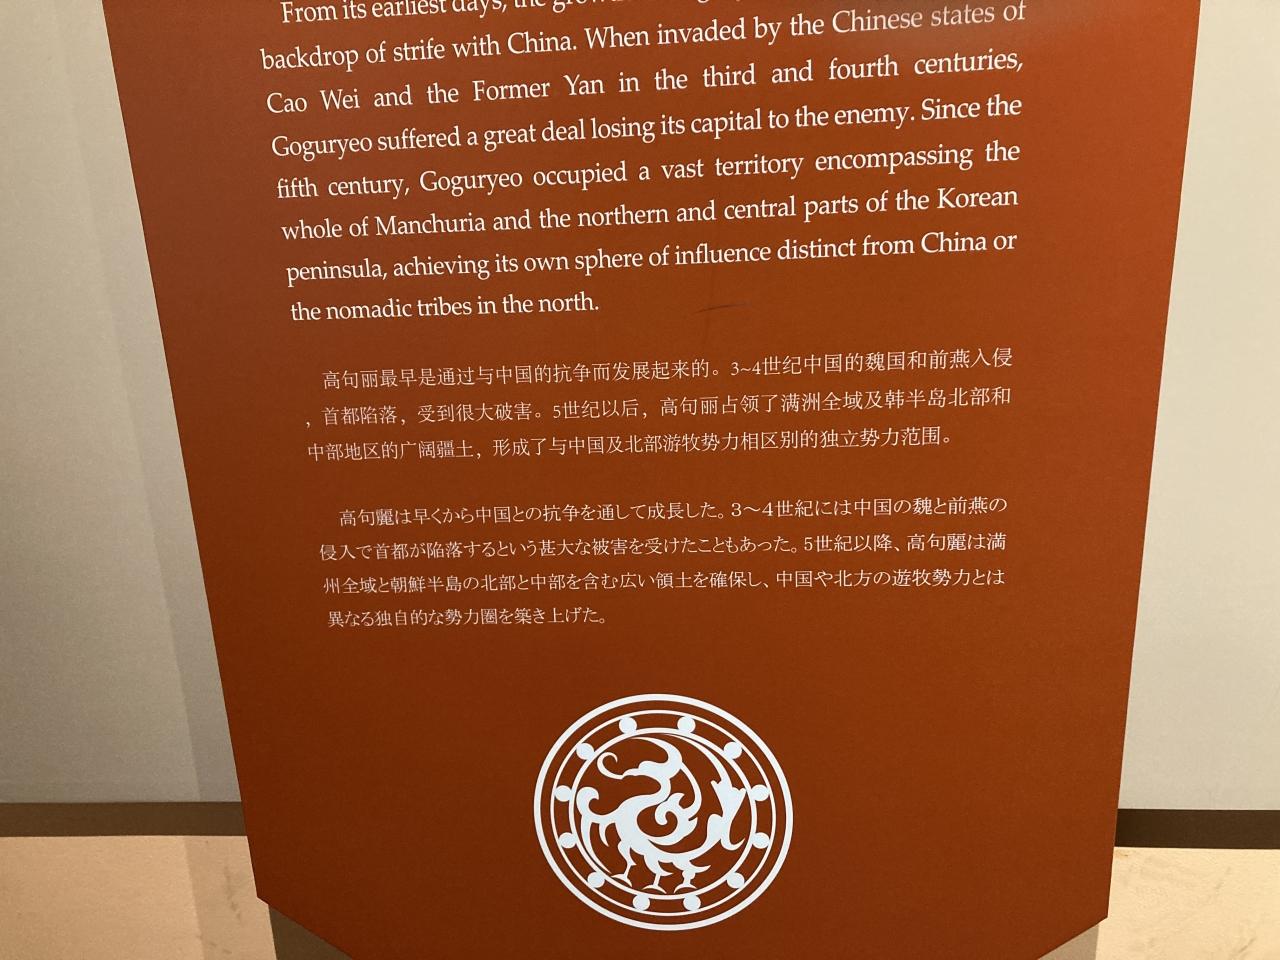 From its earliest days, the
backdrop of strife with China. When invaded by the Chinese states of
Cao Wei and the Former Yan in the third and fourth centuries,
Goguryeo suffered a great deal losing its capital to the enemy. Since the
fifth century, Goguryeo occupied a vast territory encompassing the
whole of Manchuria and the northern and central parts of the Korean
peninsula, achieving its own sphere of influence distinct from China or
the nomadic tribes in the north.
高句丽最早是通过与中国的抗争而发展起来的。3~4世纪中国的魏国和前燕入侵
，首都陷落，受到很大破害。5世纪以后，高句丽占领了满洲全域及韩半岛北部和
中部地区的广阔疆土，形成了与中国及北部游牧势力相区别的独立势力范围。
高句麗は早くから中国との抗争を通して成長した。3～4世紀には中国の魏と前燕の
侵入で首都が陥落するという甚大な被害を受けたこともあった。5世紀以降、高句麗は満
州全域と朝鮮半島の北部と中部を含む広い領土を確保し、中国や北方の遊牧勢力とは
異なる独自的な勢力圏を築き上げた。